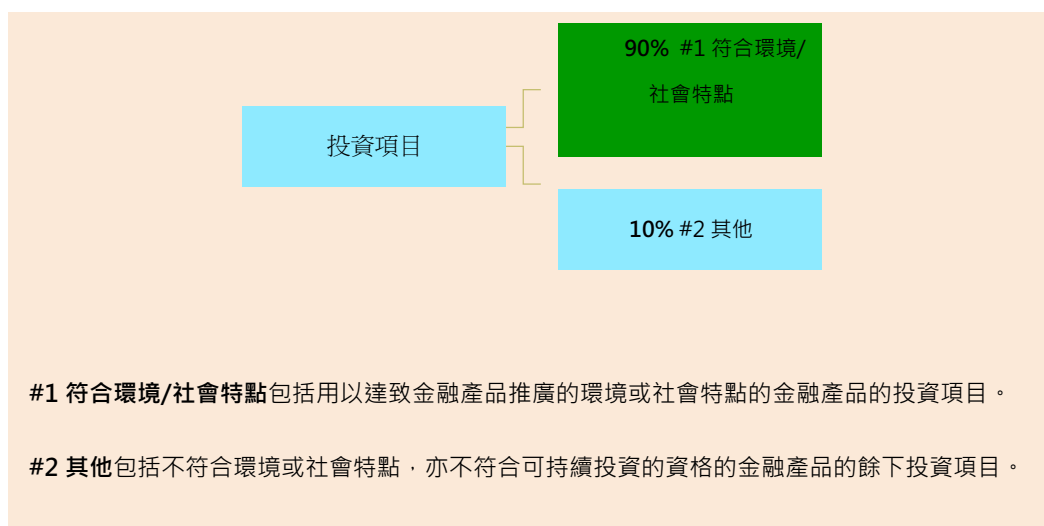 90% #1 符合環境/
社會特點
投資項目
10% #2 其他
#1 符合環境/社會特點包括用以達致金融產品推廣的環境或社會特點的金融產品的投資項目。
#2 其他包括不符合環境或社會特點，亦不符合可持續投資的資格的金融產品的餘下投資項目。